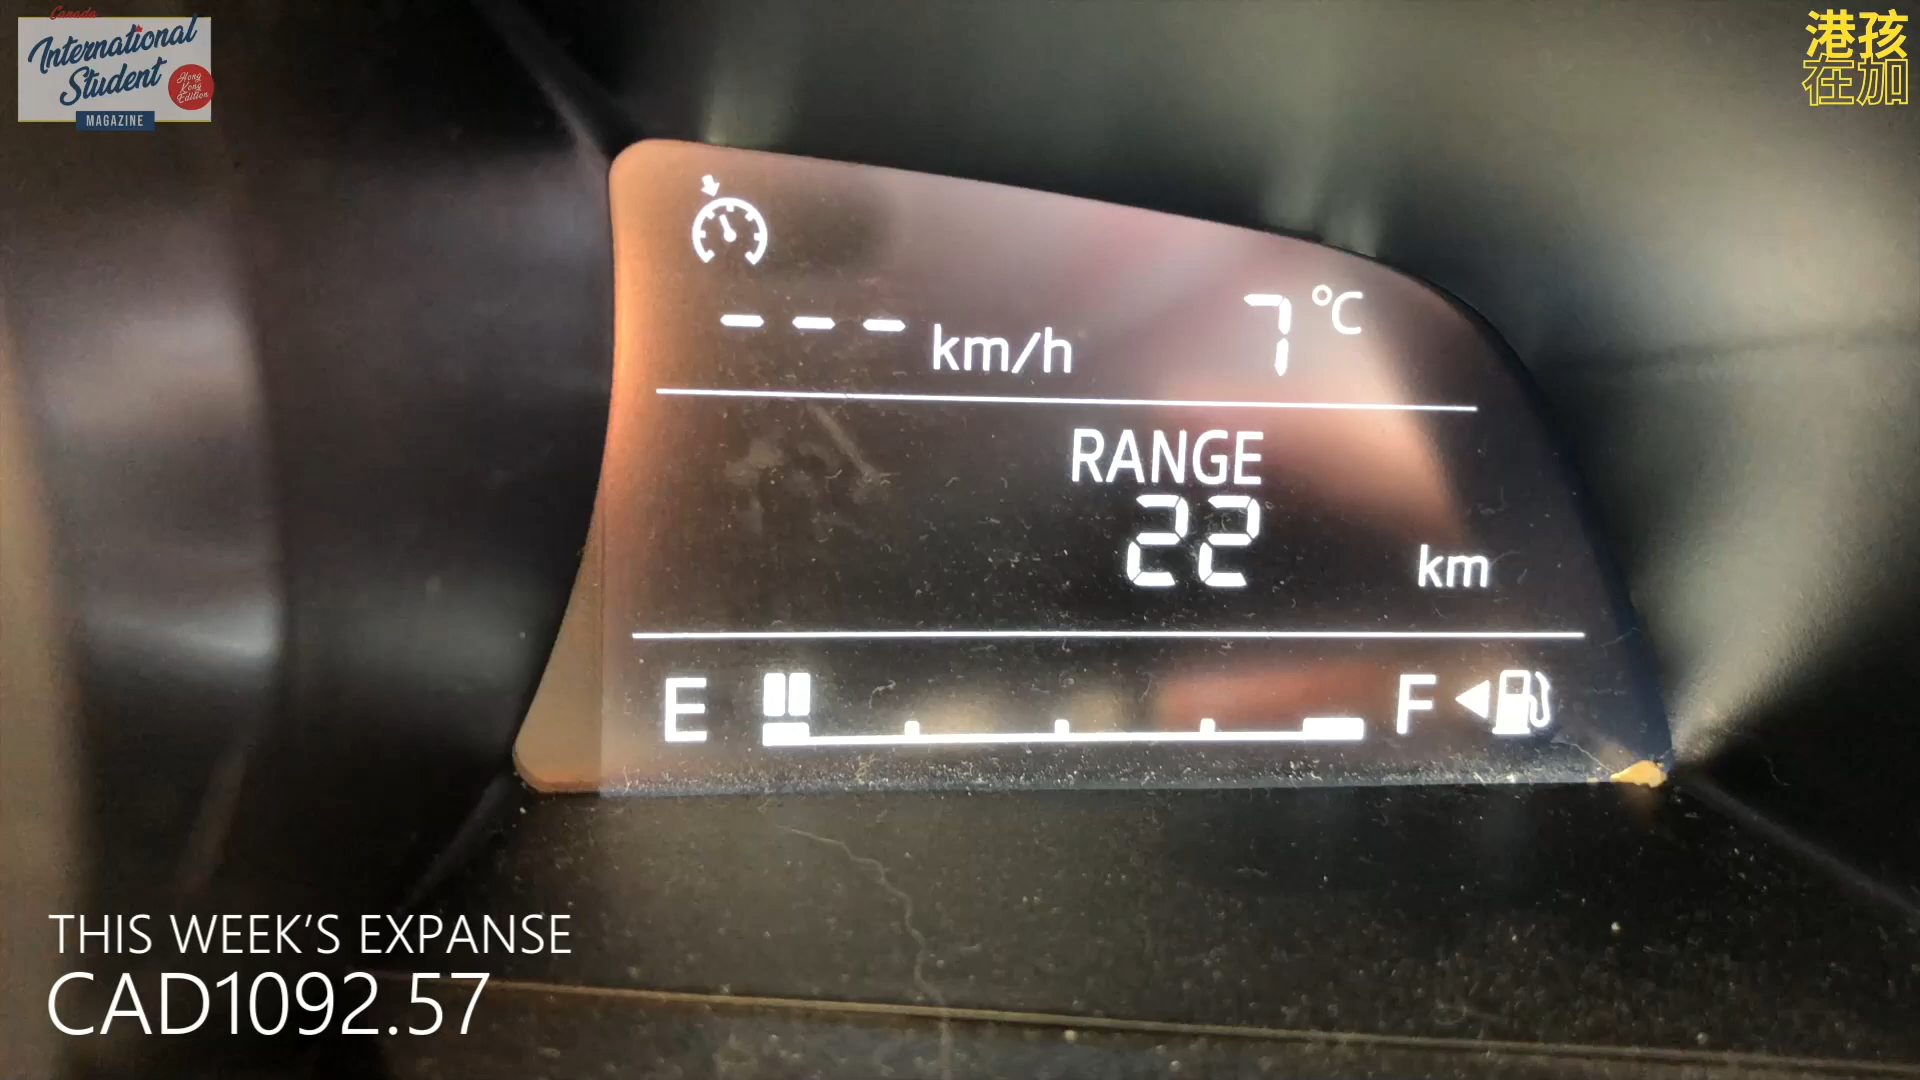 Canada
International
Student
Hong
Kong
Edition
MAGAZINE
港孩
在加
--- km/h
7 °C
RANGE
22 km
E F
THIS WEEK'S EXPANSE
CAD1092.57